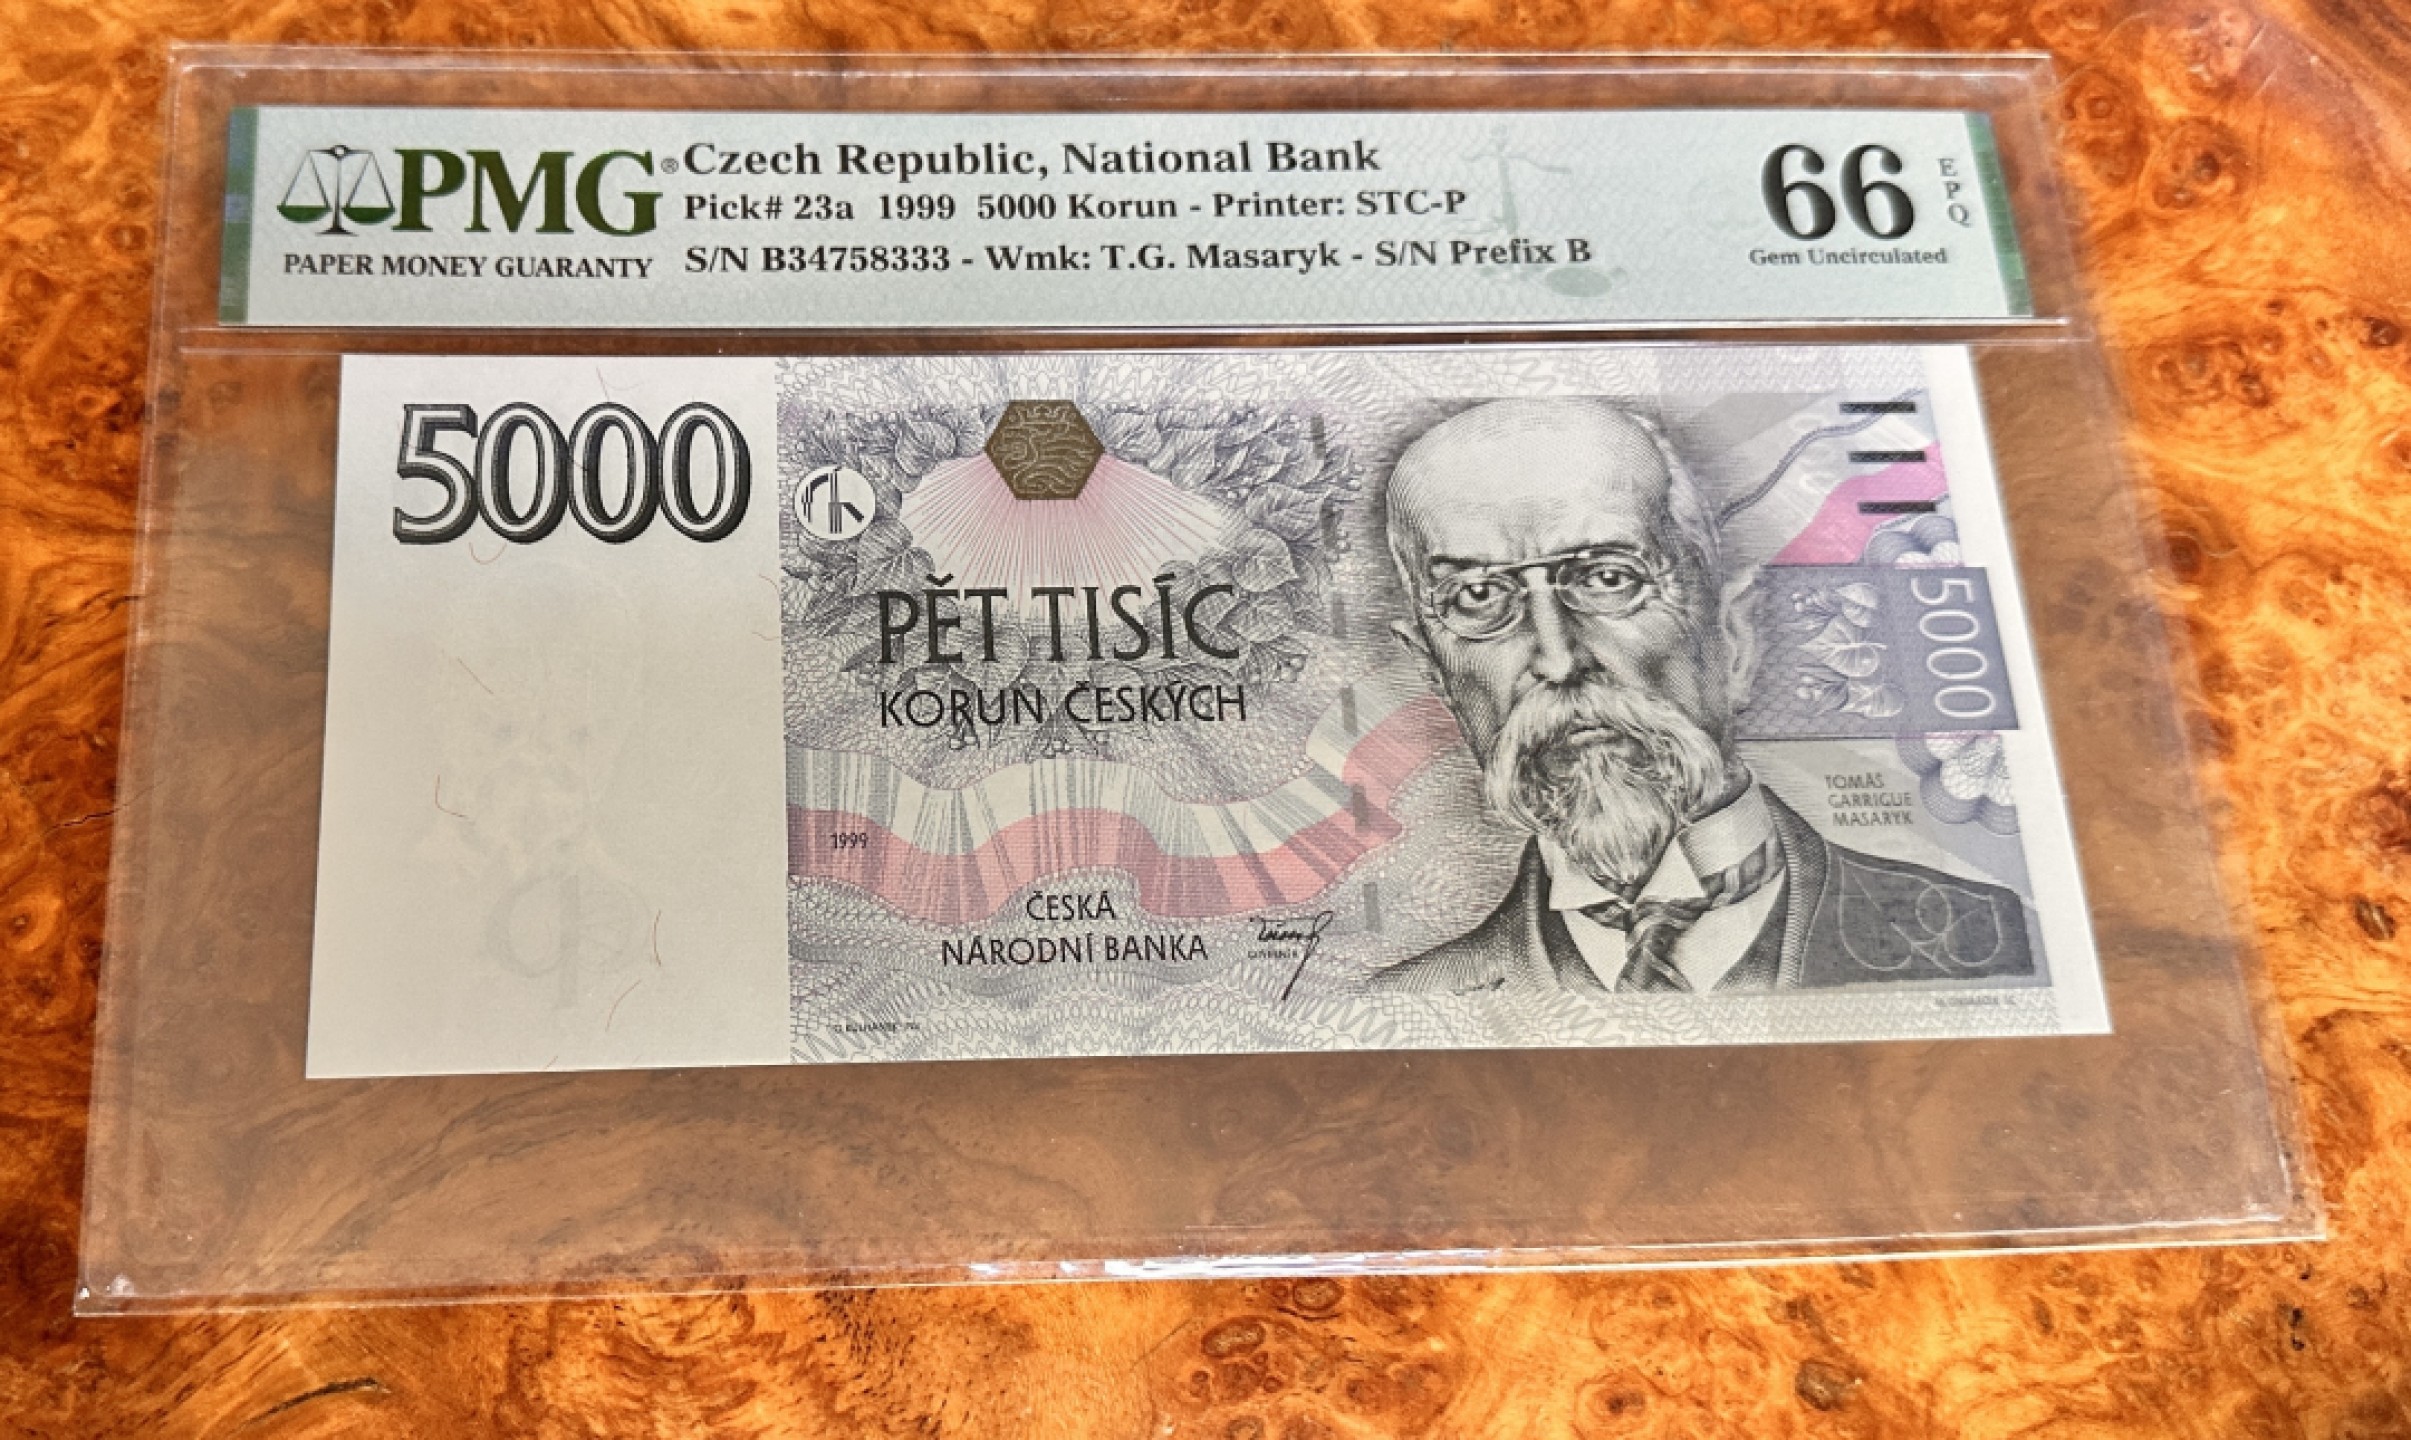 PMG®
PAPER MONEY GUARANTY
Czech Republic, National Bank
Pick# 23a 1999 5000 Korun - Printer: STC-P
S/N B34758333 - Wmk: T.G. Masaryk - S/N Prefix B
66
EPQ
Gem Uncirculated
5000
PĚT TISÍC
KORUN ČESKÝCH
1999
ČESKÁ
NÁRODNÍ BANKA
GUVERNÉR
5000
TOMÁŠ
GARRIGUE
MASARYK